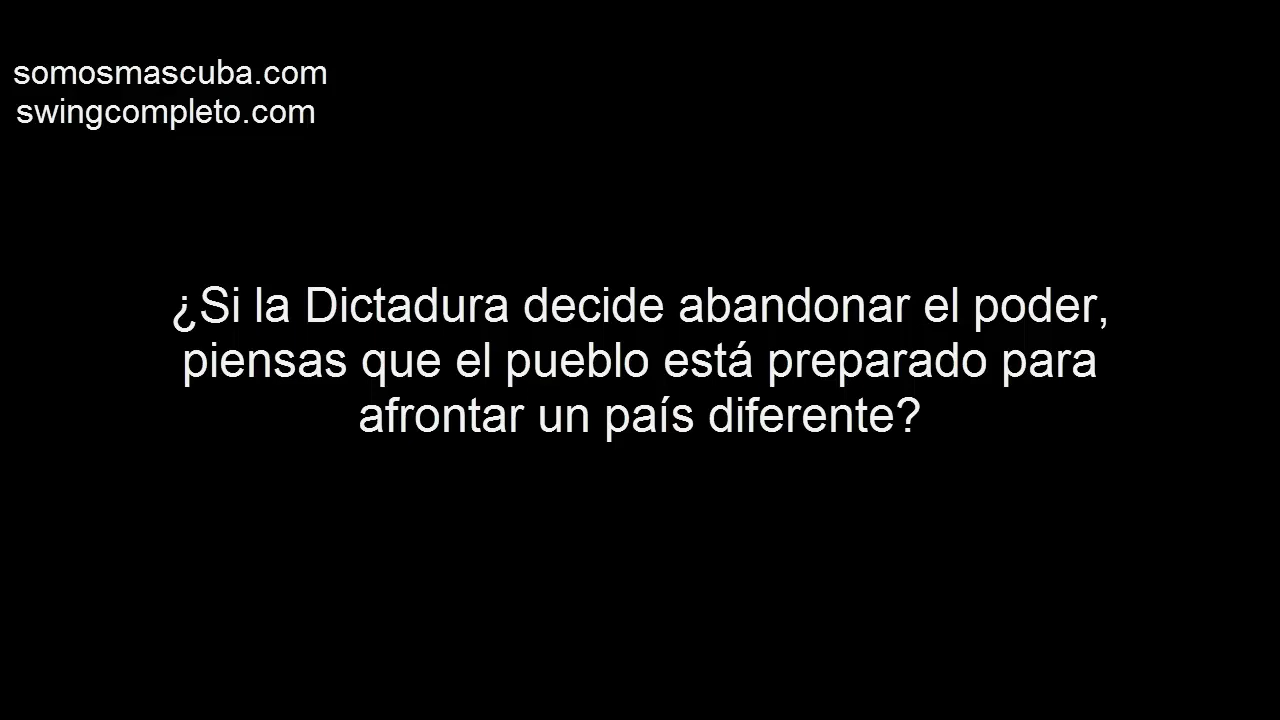 somosmascuba.com
swingcompleto.com
¿Si la Dictadura decide abandonar el poder,
piensas que el pueblo está preparado para
afrontar un país diferente?